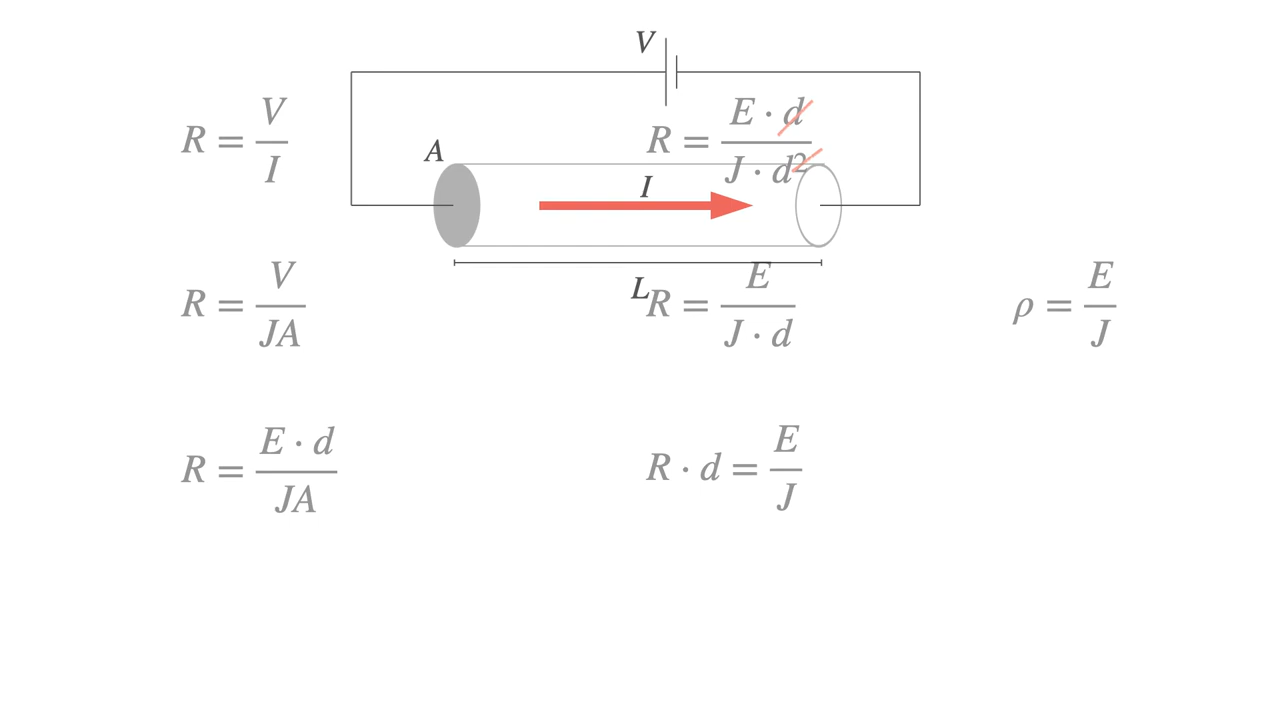 V
R = V / I
R = E · d / J · d²
A
I
L
R = V / JA
R = E / J · d
ρ = E / J
R = E · d / JA
R · d = E / J